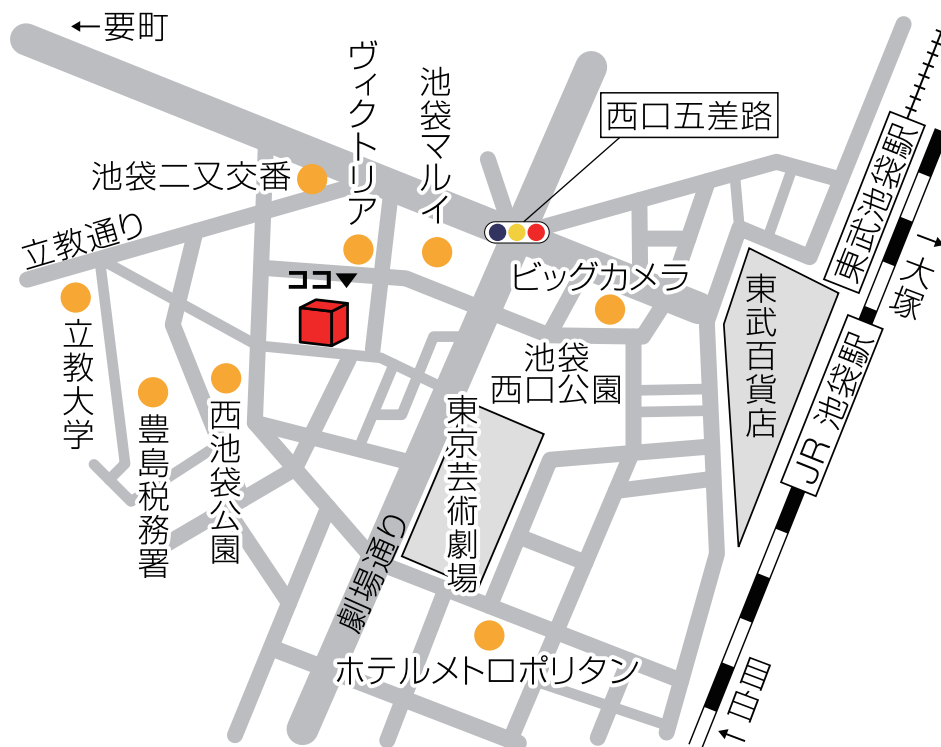 ←要町
ヴィクトリア
池袋マルイ
西口五差路
池袋二又交番
立教通り
東武池袋駅
→大塚
ココ▼
ビッグカメラ
東武百貨店
立教大学
池袋
西口公園
JR 池袋駅
西池袋公園
豊島税務署
東京芸術劇場
劇場通り
ホテルメトロポリタン
目白
←